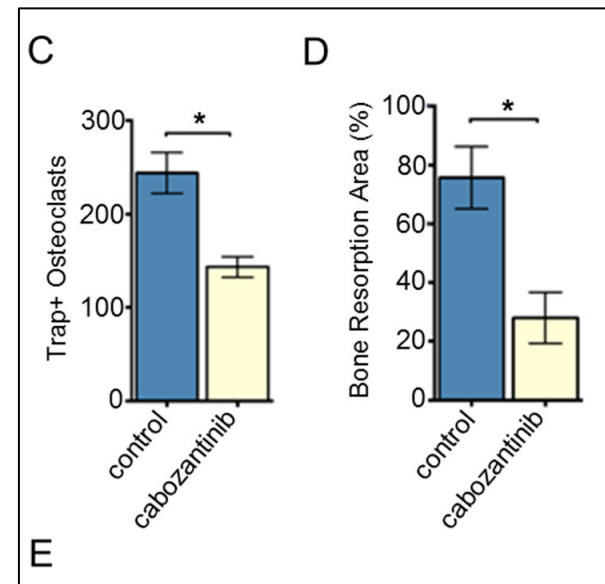 C
Trap+ Osteoclasts
300
200
100
0
*
control
cabozantinib
D
Bone Resorption Area (%)
100
80
60
40
20
0
*
control
cabozantinib
E